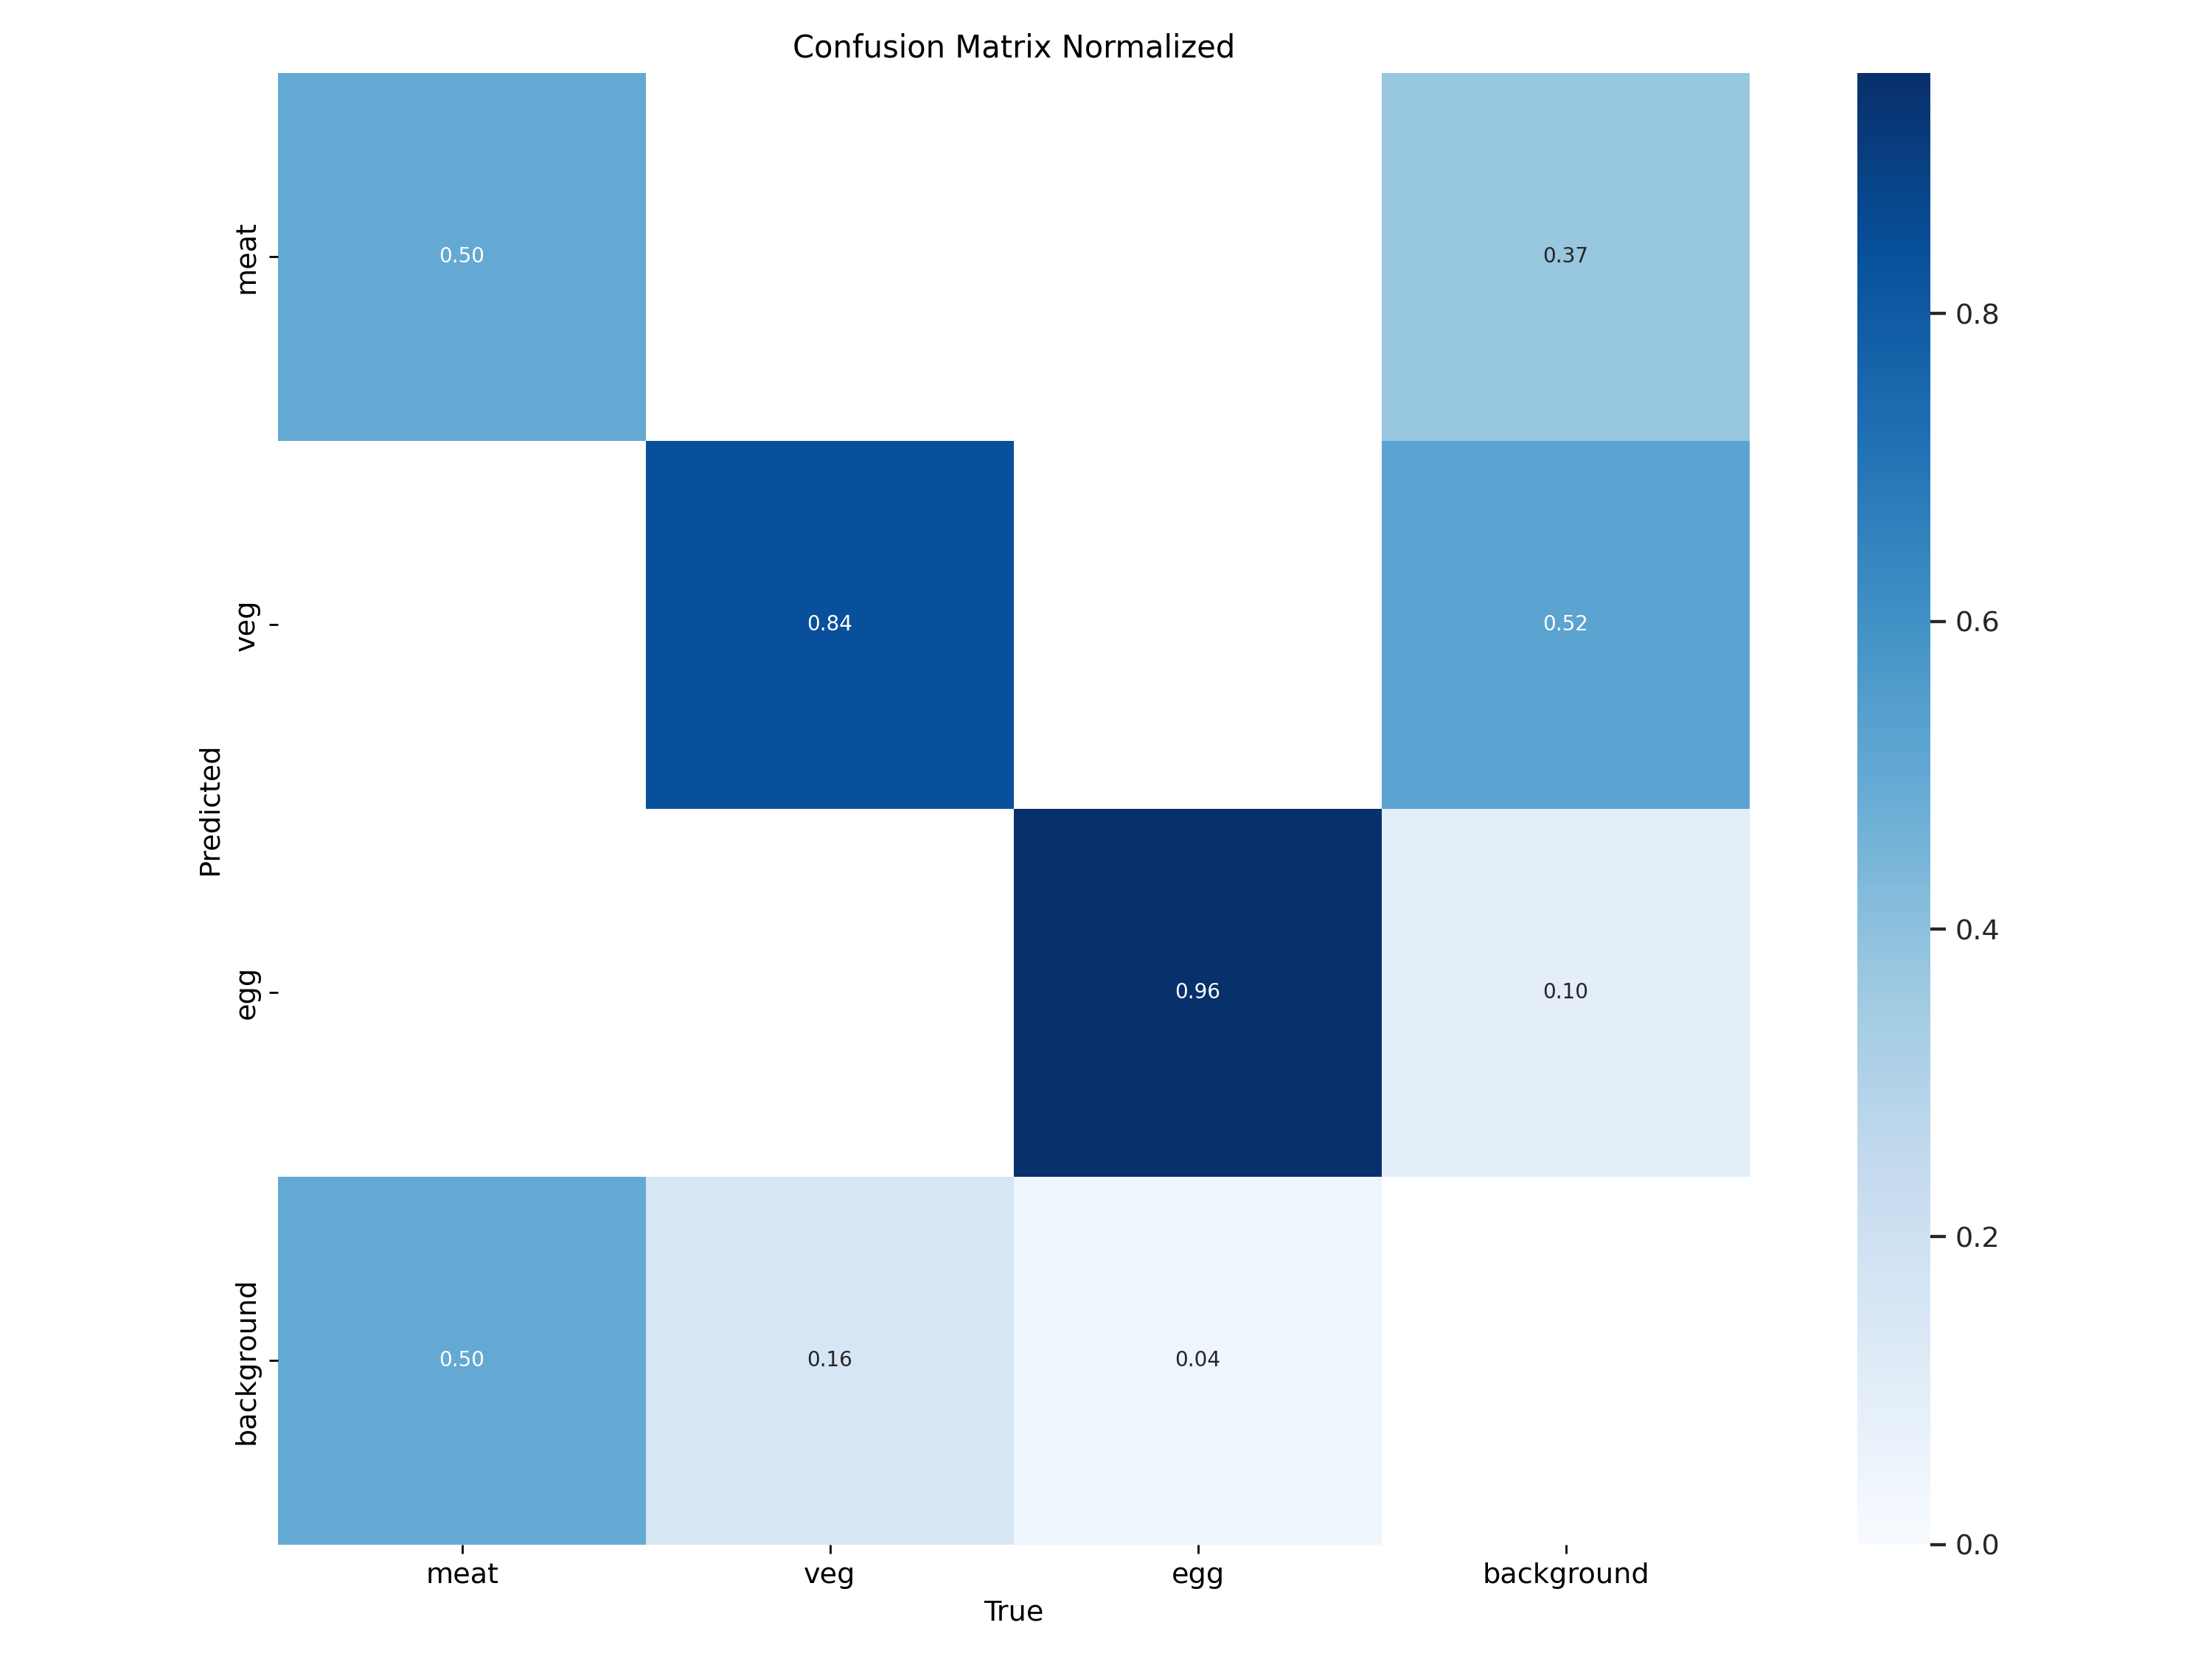 Confusion Matrix Normalized
meat
0.50
0.37
0.8
veg
0.84
0.52
0.6
Predicted
0.4
egg
0.96
0.10
0.2
background
0.50
0.16
0.04
0.0
meat
veg
egg
background
True